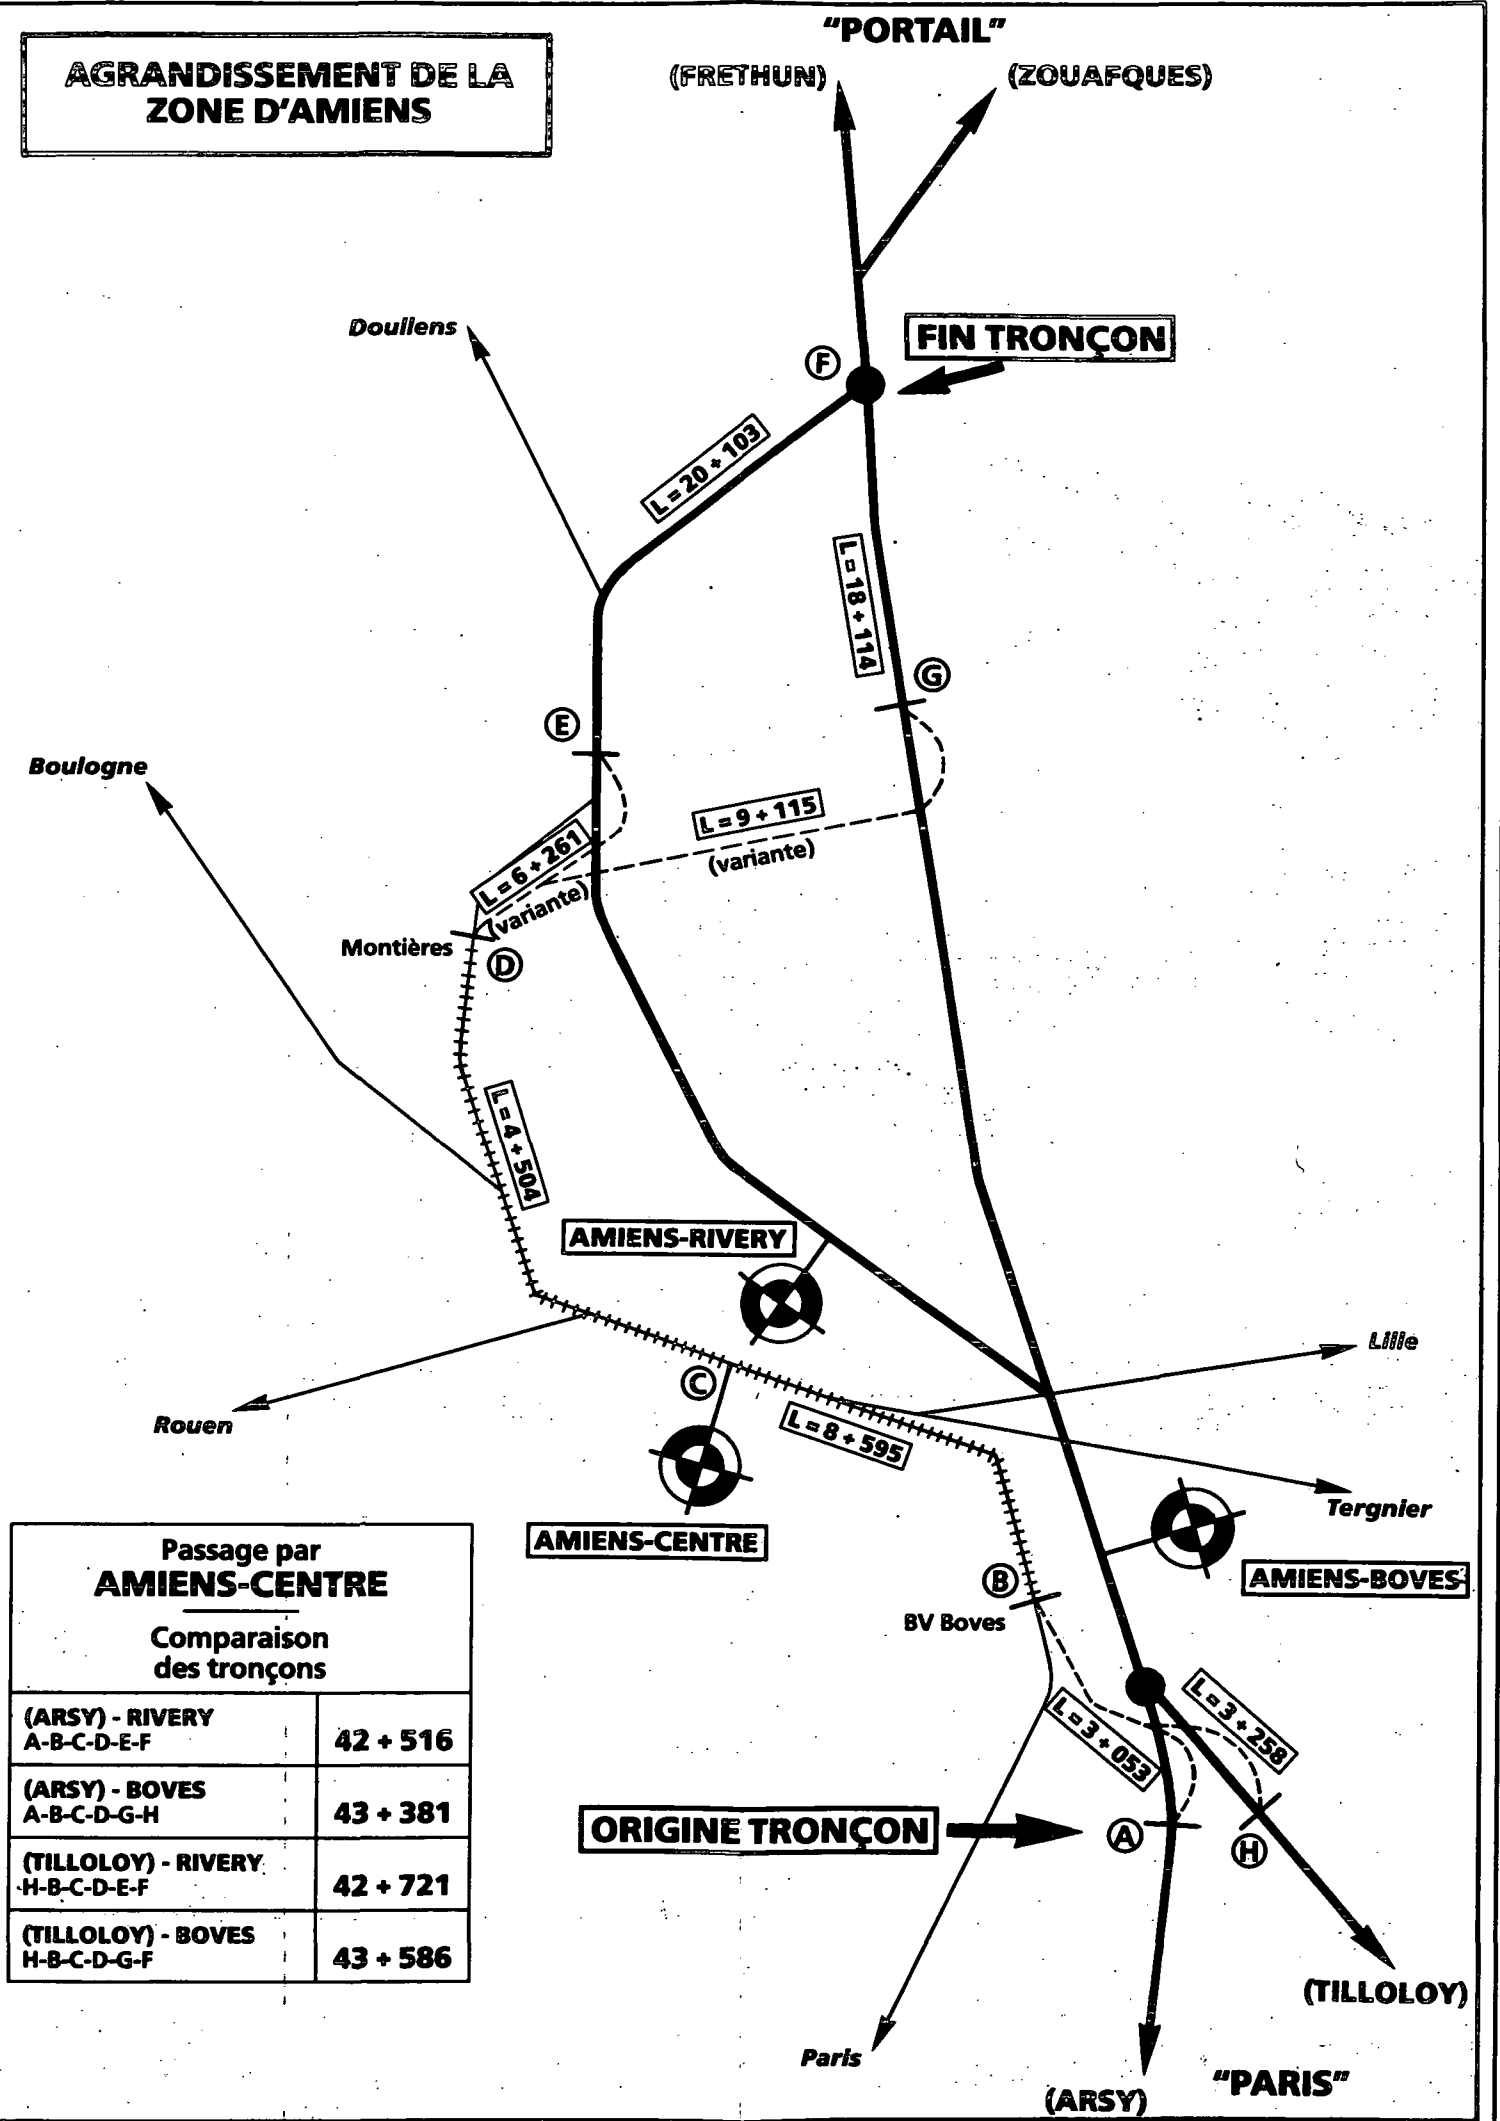 AGRANDISSEMENT DE LA
ZONE D'AMIENS
"PORTAIL"
(FRETHUN)
(ZOUAFQUES)
Doullens
FIN TRONÇON
F
L = 20 + 103
L = 18 + 114
G
E
Boulogne
L = 9 + 115
(variante)
L = 6 + 261
(variante)
Montières
D
L = 4 + 504
AMIENS-RIVERY
Lille
C
Rouen
L = 8 + 595
Tergnier
AMIENS-CENTRE
AMIENS-BOVES
B
BV Boves
L = 3 + 258
L = 3 + 053
ORIGINE TRONÇON
A
H
(TILLOLOY)
Paris
"PARIS"
(ARSY)
Passage par
AMIENS-CENTRE
Comparaison
des tronçons
(ARSY) - RIVERY
A-B-C-D-E-F
42 + 516
(ARSY) - BOVES
A-B-C-D-G-H
43 + 381
(TILLOLOY) - RIVERY
H-B-C-D-E-F
42 + 721
(TILLOLOY) - BOVES
H-B-C-D-G-F
43 + 586